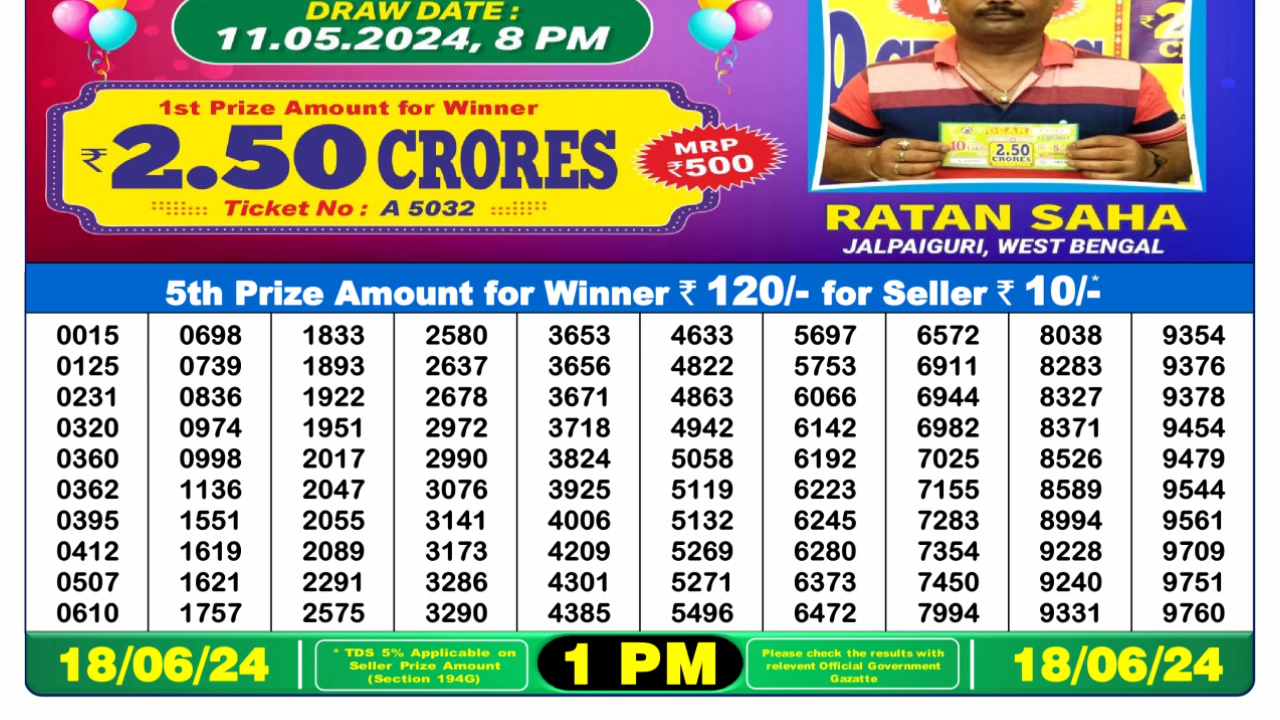 DRAW DATE :
11.05.2024, 8 PM
1st Prize Amount for Winner
₹ 2.50 CRORES
MRP
₹500
Ticket No : A 5032
DEAR
10
2.50
CRORES
RATAN SAHA
JALPAIGURI, WEST BENGAL
5th Prize Amount for Winner ₹ 120/- for Seller ₹ 10/-*
0015 0698 1833 2580 3653 4633 5697 6572 8038 9354
0125 0739 1893 2637 3656 4822 5753 6911 8283 9376
0231 0836 1922 2678 3671 4863 6066 6944 8327 9378
0320 0974 1951 2972 3718 4942 6142 6982 8371 9454
0360 0998 2017 2990 3824 5058 6192 7025 8526 9479
0362 1136 2047 3076 3925 5119 6223 7155 8589 9544
0395 1551 2055 3141 4006 5132 6245 7283 8994 9561
0412 1619 2089 3173 4209 5269 6280 7354 9228 9709
0507 1621 2291 3286 4301 5271 6373 7450 9240 9751
0610 1757 2575 3290 4385 5496 6472 7994 9331 9760
18/06/24
* TDS 5% Applicable on
Seller Prize Amount
(Section 194G)
1 PM
Please check the results with
relevent Official Government
Gazatte
18/06/24